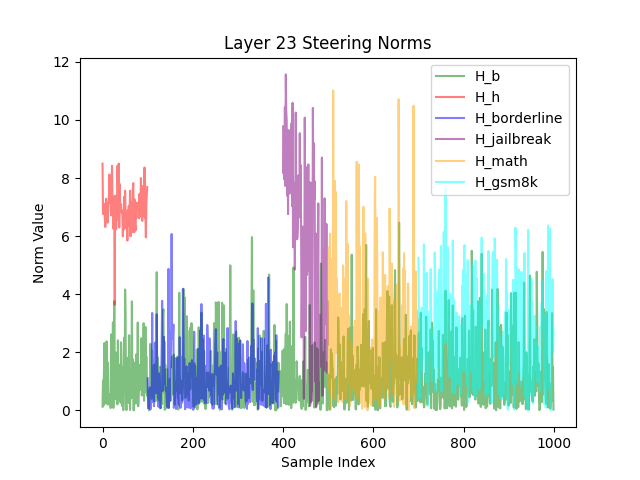 Layer 23 Steering Norms
12
10
8
6
4
2
0
Norm Value
H_b
H_h
H_borderline
H_jailbreak
H_math
H_gsm8k
0 200 400 600 800 1000
Sample Index